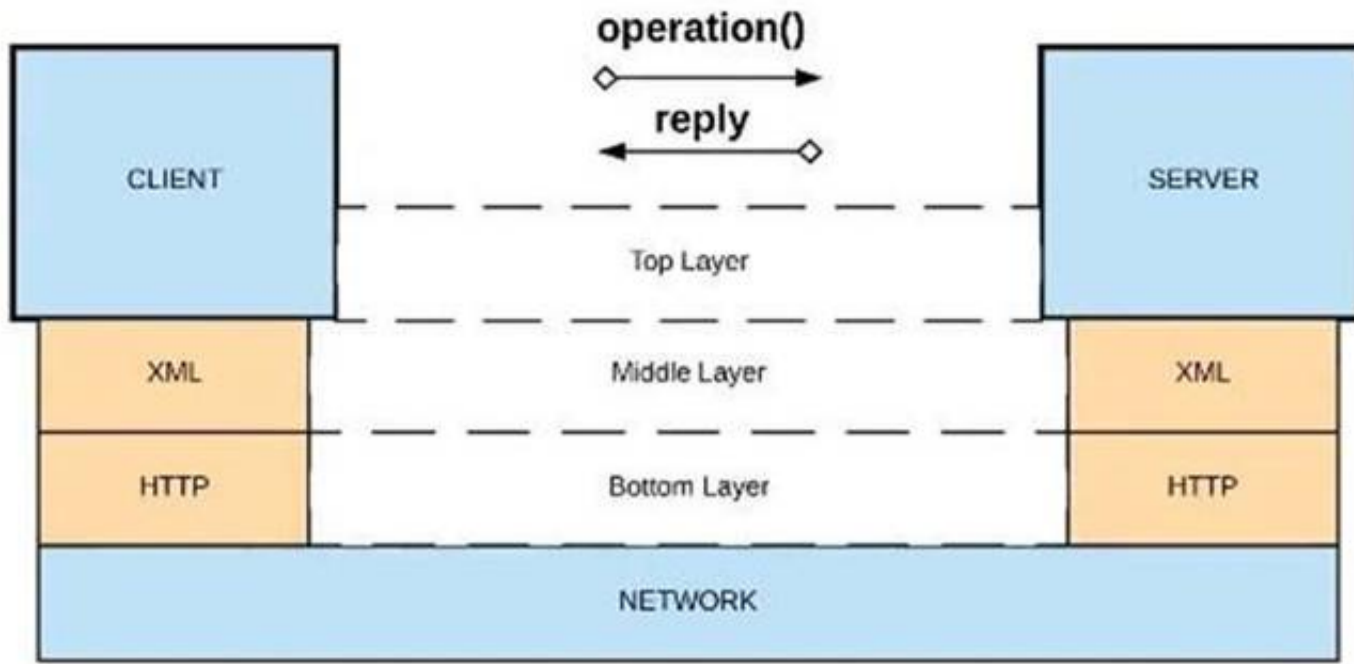 operation()
reply
CLIENT
SERVER
Top Layer
XML
Middle Layer
XML
HTTP
Bottom Layer
HTTP
NETWORK